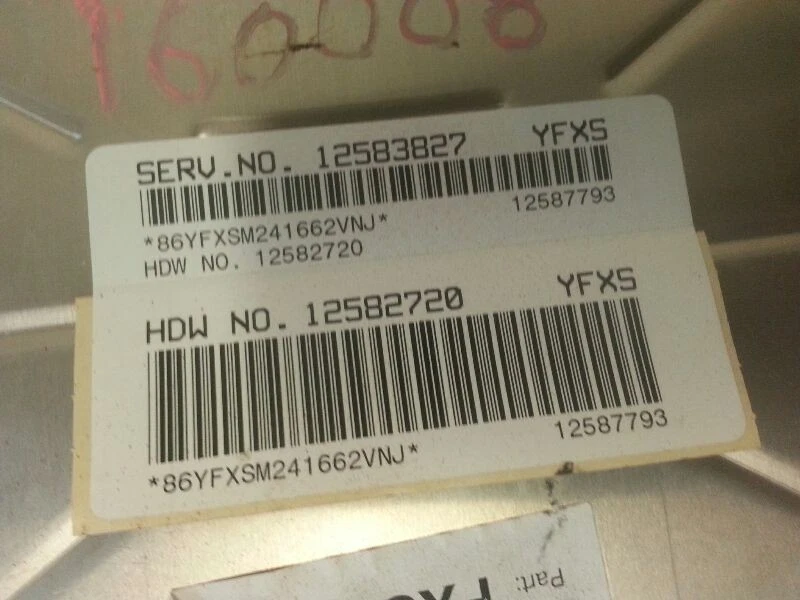 160008
SERV.NO. 12583827 YFXS
*86YFXSM241662VNJ* 12587793
HDW NO. 12582720
HDW NO. 12582720 YFXS
*86YFXSM241662VNJ* 12587793
Part: